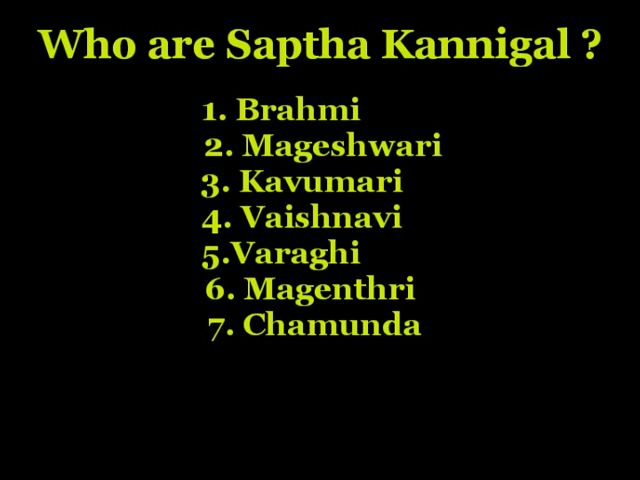 Who are Saptha Kannigal ?
1. Brahmi
2. Mageshwari
3. Kavumari
4. Vaishnavi
5.Varaghi
6. Magenthri
7. Chamunda